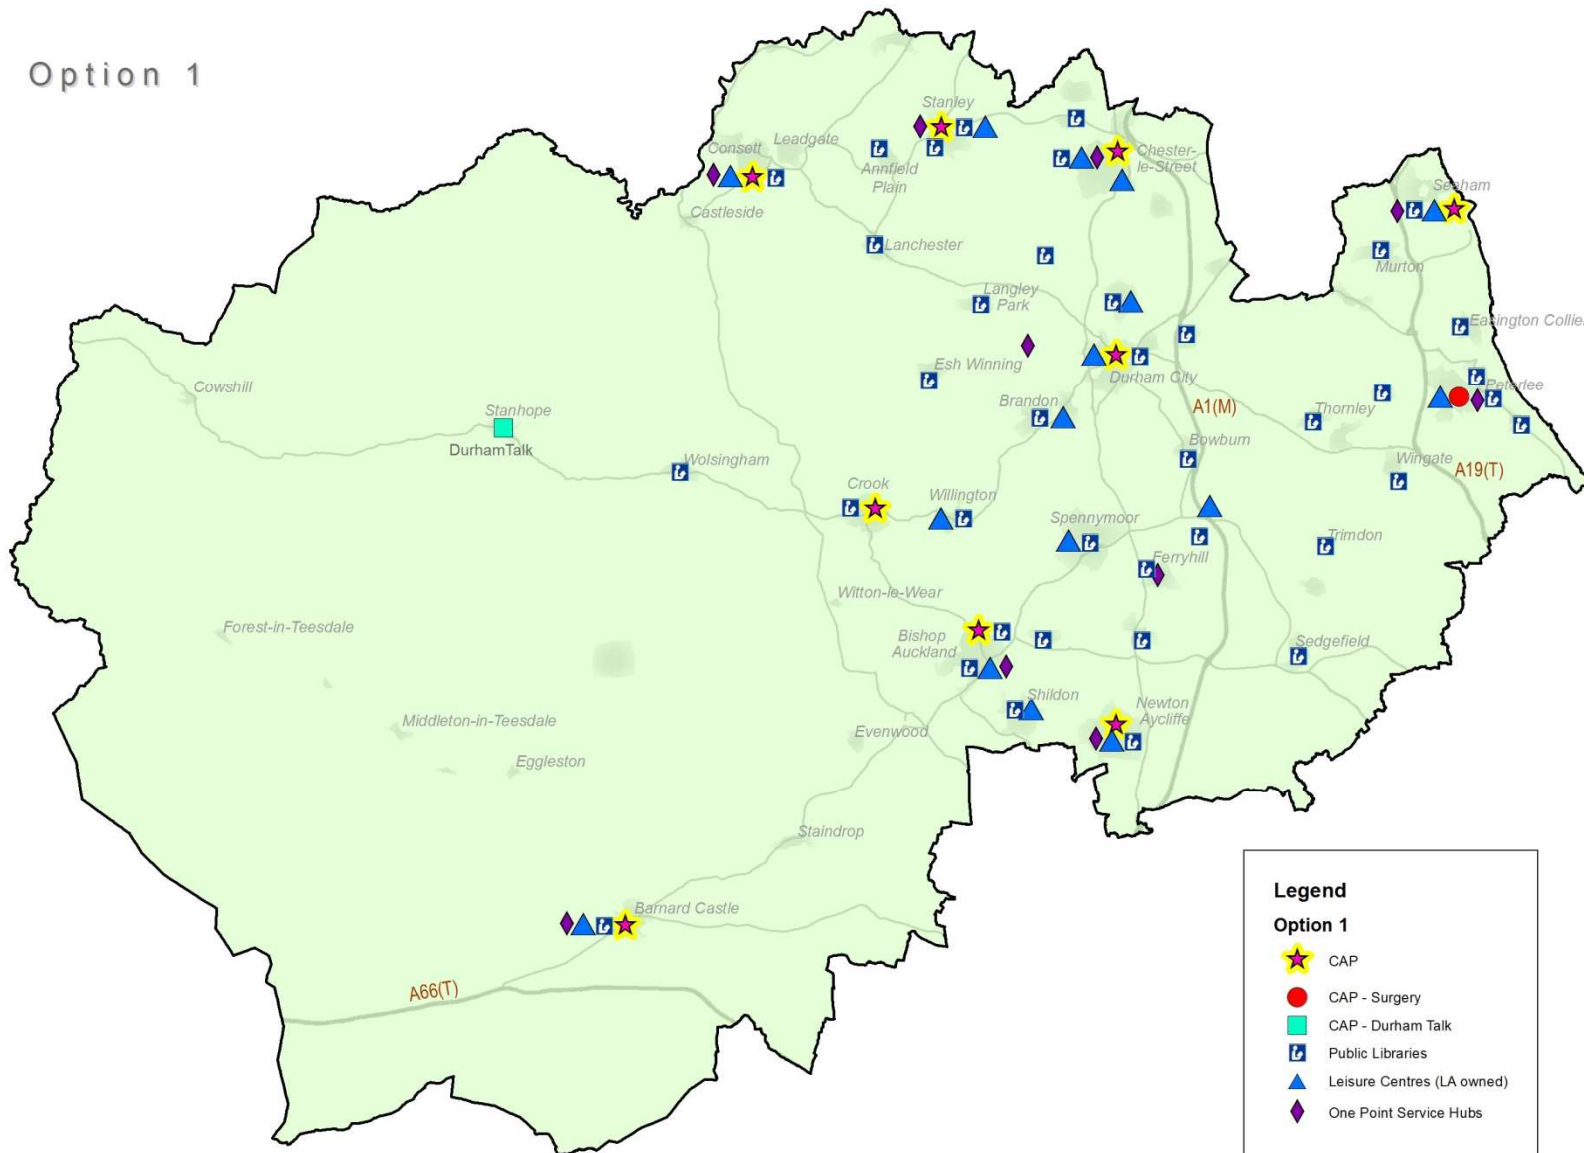 Option 1
Stanley
Consett
Leadgate
Annfield
Plain
Chester-
le-Street
Castleside
Seaham
Lanchester
Murton
Langley
Park
Easington Collier
Esh Winning
Durham City
Peterlee
Cowshill
Stanhope
Brandon
A1(M)
Thornley
DurhamTalk
Bowburn
Wolsingham
Wingate
A19(T)
Crook
Willington
Spennymoor
Trimdon
Ferryhill
Witton-le-Wear
Forest-in-Teesdale
Bishop
Auckland
Sedgefield
Shildon
Newton
Aycliffe
Middleton-in-Teesdale
Evenwood
Eggleston
Staindrop
Barnard Castle
A66(T)
Legend
Option 1
CAP
CAP - Surgery
CAP - Durham Talk
Public Libraries
Leisure Centres (LA owned)
One Point Service Hubs